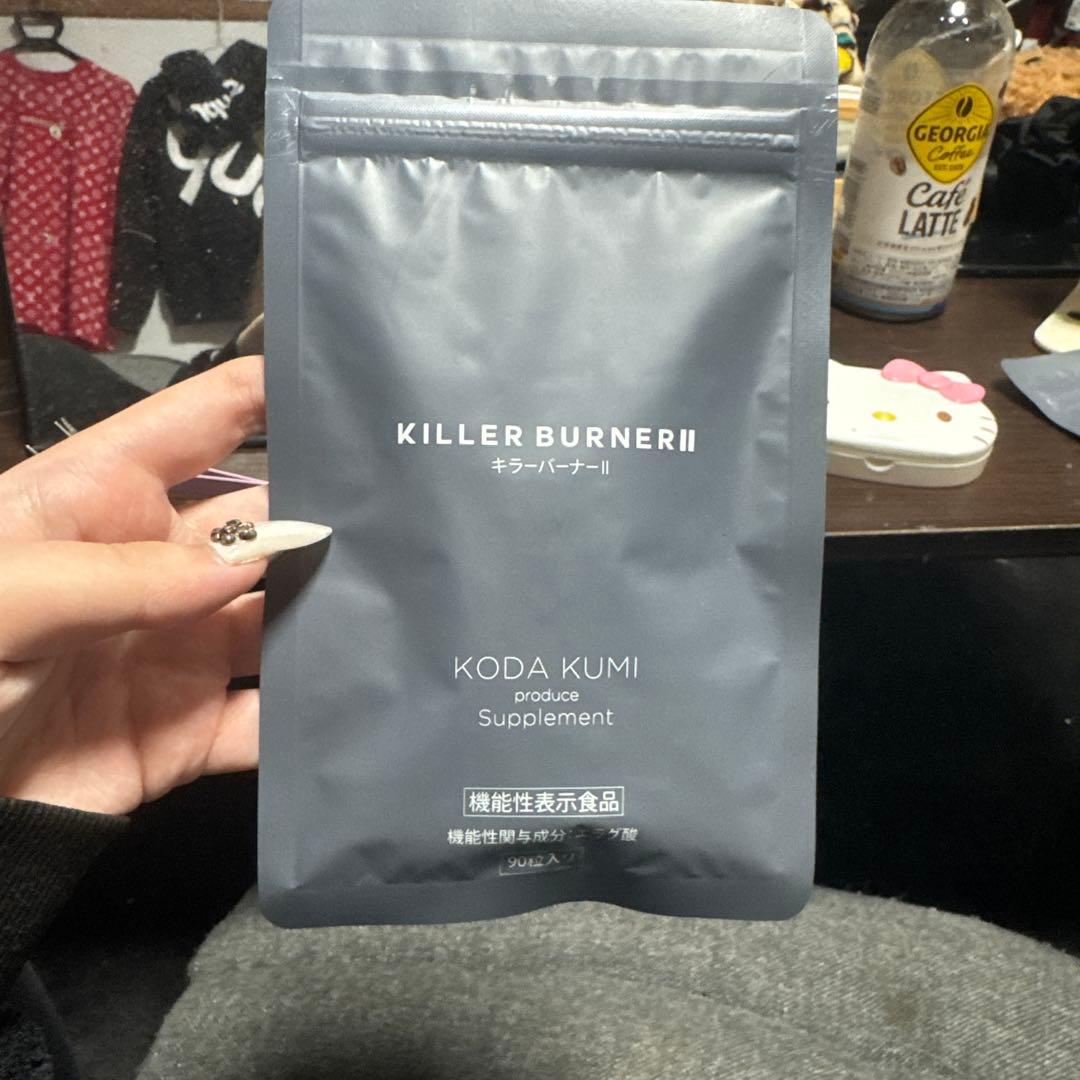 KILLER BURNERⅡ
キラーバーナーⅡ
KODA KUMI
produce
Supplement
機能性表示食品
機能性関与成分:エラグ酸
90粒入り
GEORGIA
Coffee
Café
LATTE